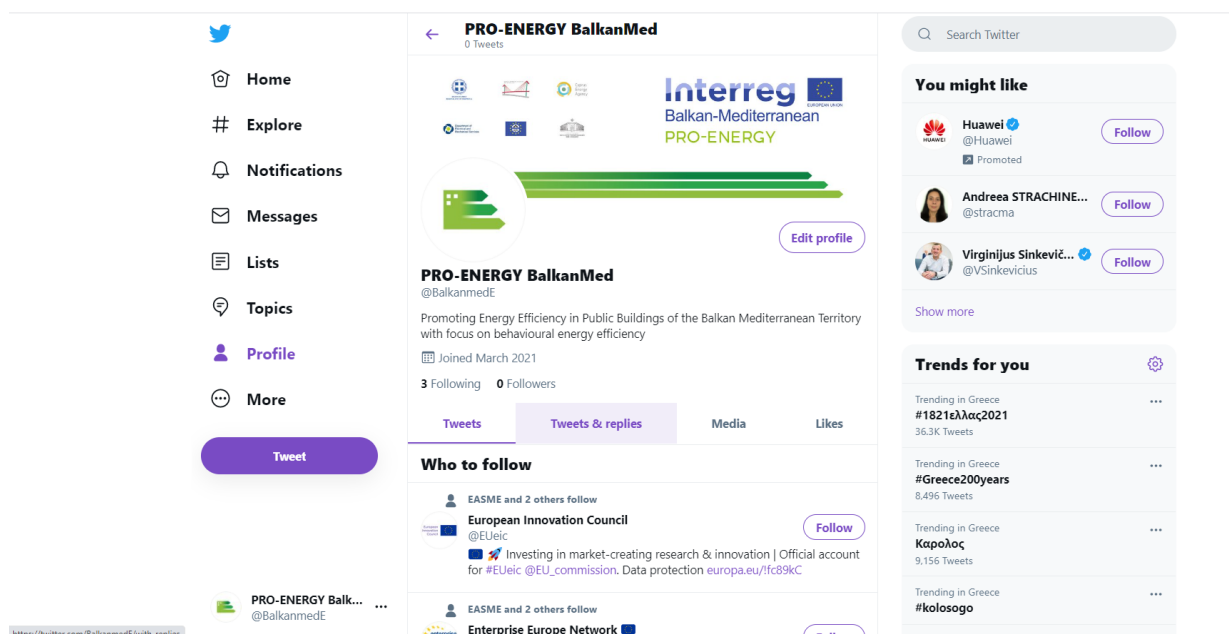 PRO-ENERGY BalkanMed
0 Tweets
Home
Explore
Notifications
Messages
Lists
Topics
Profile
More
Tweet
PRO-ENERGY Balk...
@BalkanmedE
Interreg
EUROPEAN UNION
Balkan-Mediterranean
PRO-ENERGY
Edit profile
PRO-ENERGY BalkanMed
@BalkanmedE
Promoting Energy Efficiency in Public Buildings of the Balkan Mediterranean Territory
with focus on behavioural energy efficiency
Joined March 2021
3 Following 0 Followers
Tweets Tweets & replies Media Likes
Who to follow
EASME and 2 others follow
European Innovation Council
@EUeic
Follow
Investing in market-creating research & innovation | Official account
for #EUeic @EU_commission. Data protection europa.eu/!fc89kC
EASME and 2 others follow
Enterprise Europe Network
Search Twitter
You might like
HUAWEI
Huawei
@Huawei
Promoted
Follow
Andreea STRACHINE...
@stracma
Follow
Virginijus Sinkevič...
@VSinkevicius
Follow
Show more
Trends for you
Trending in Greece
#1821ελλας2021
36.3K Tweets
Trending in Greece
#Greece200years
8,496 Tweets
Trending in Greece
Καρολος
9,156 Tweets
Trending in Greece
#kolosogo